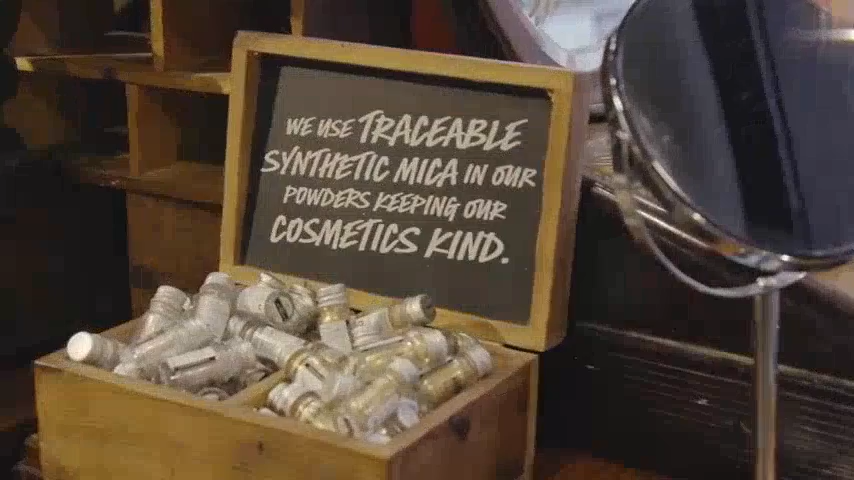 WE USE TRACEABLE
SYNTHETIC MICA IN OUR
POWDERS KEEPING OUR
COSMETICS KIND.